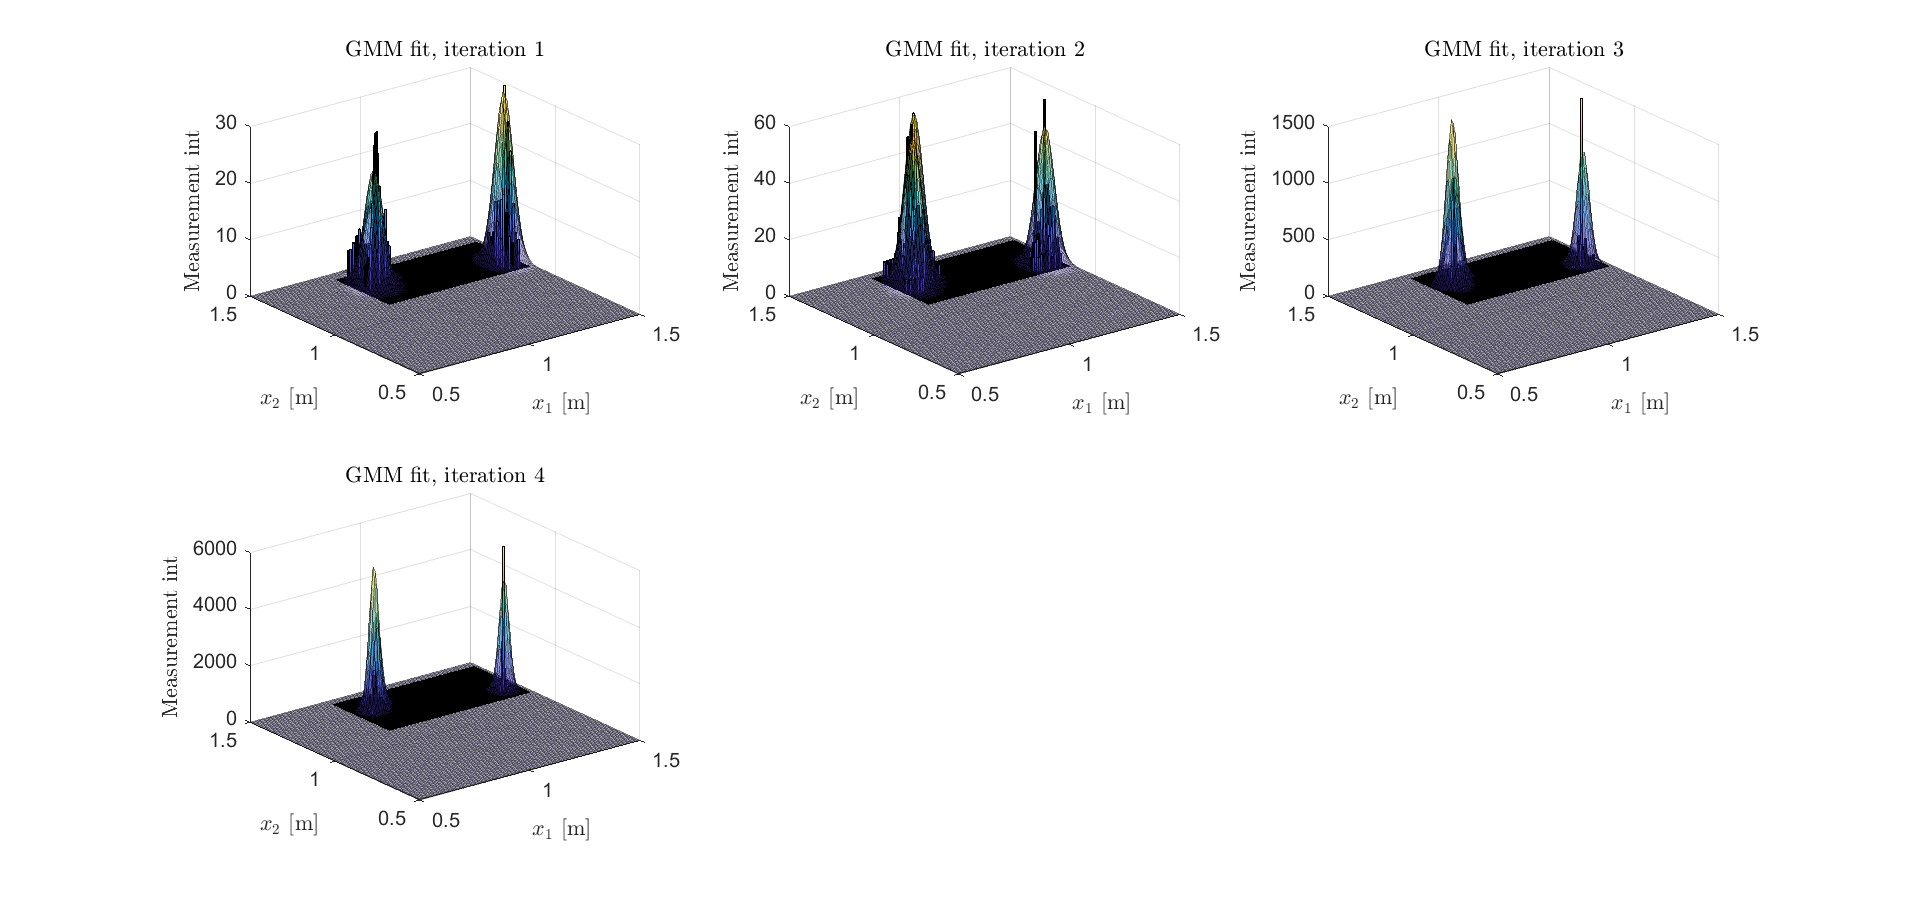 GMM fit, iteration 1
GMM fit, iteration 2
GMM fit, iteration 3
30
20
10
0
Measurement int
1.5
1
0.5
x₂ [m]
0.5
1
1.5
x₁ [m]
60
40
20
0
Measurement int
1.5
1
0.5
x₂ [m]
0.5
1
1.5
x₁ [m]
1500
1000
500
0
Measurement int
1.5
1
0.5
x₂ [m]
0.5
1
1.5
x₁ [m]
GMM fit, iteration 4
6000
4000
2000
0
Measurement int
1.5
1
0.5
x₂ [m]
0.5
1
1.5
x₁ [m]